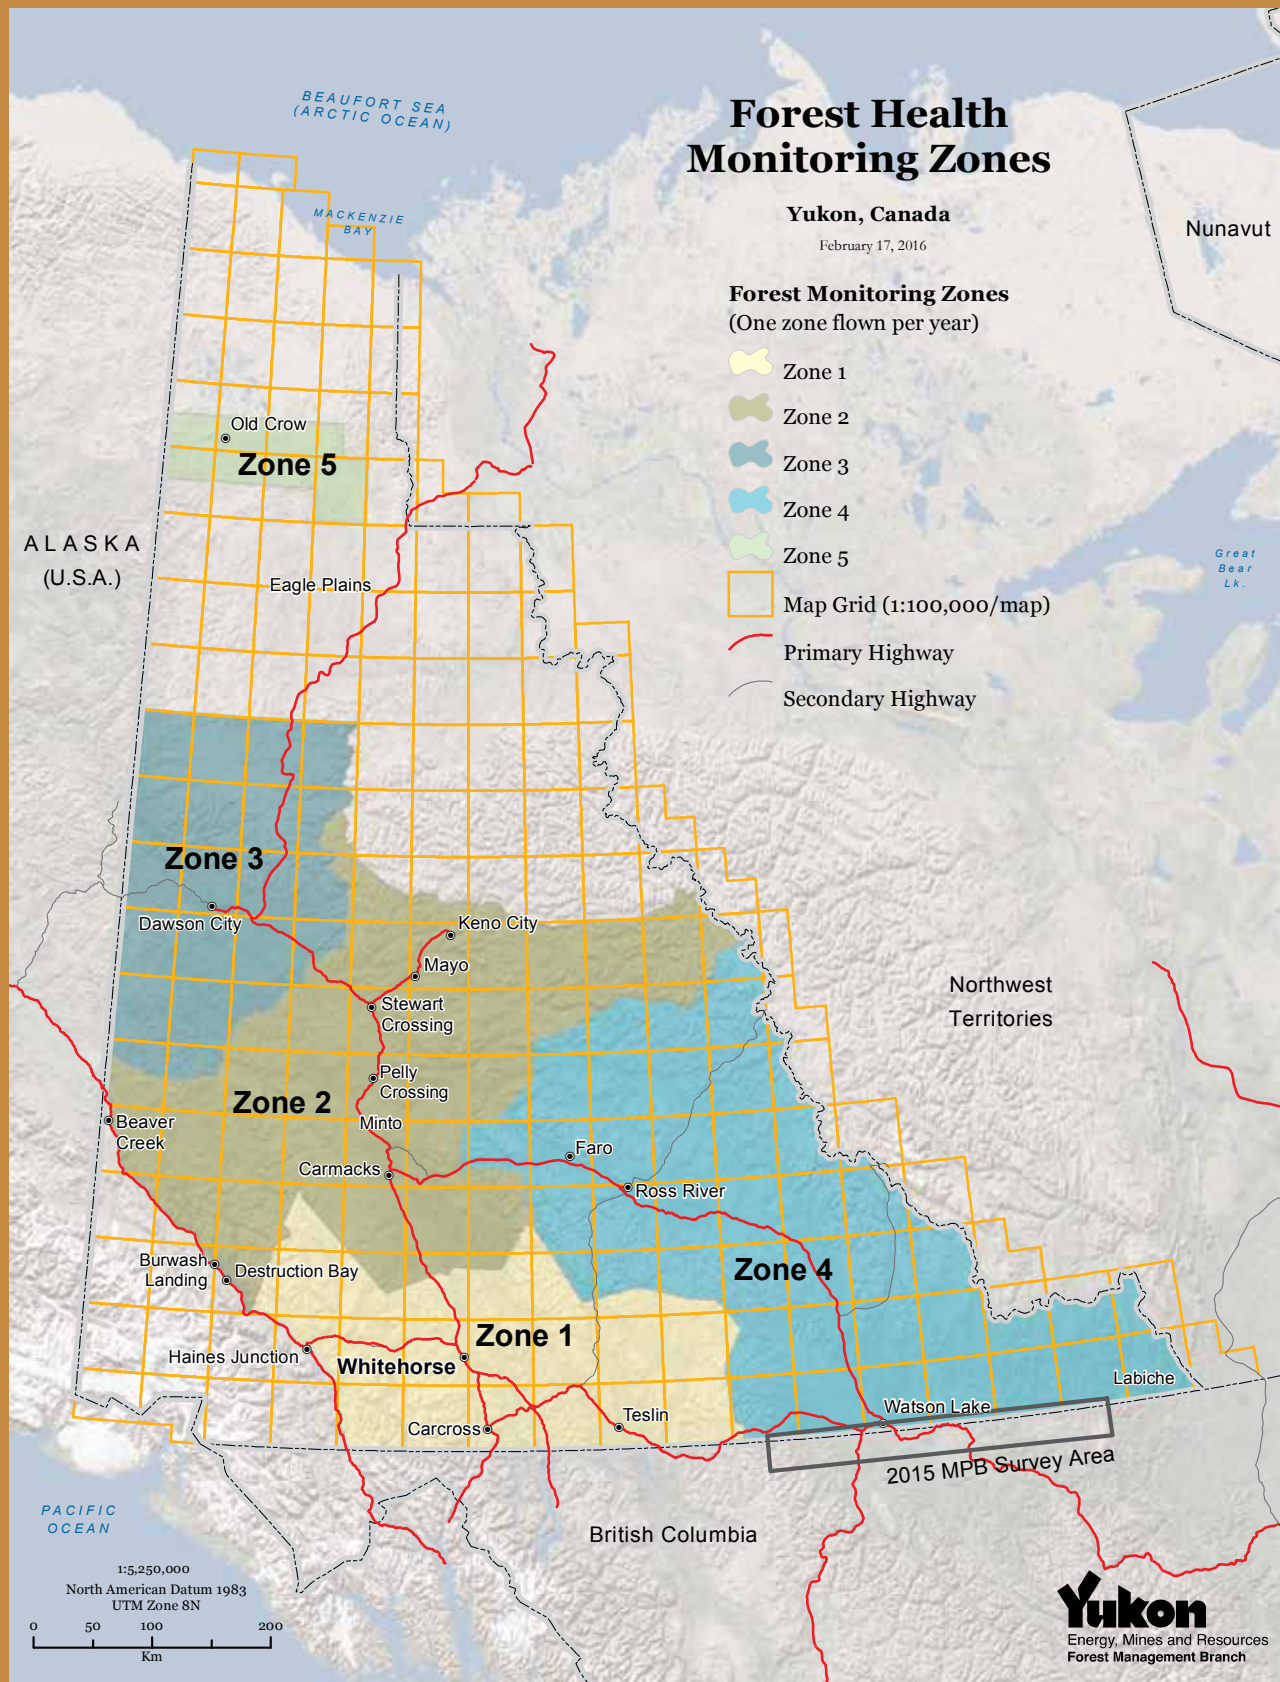 BEAUFORT SEA
(ARCTIC OCEAN)
MACKENZIE
BAY
Forest Health
Monitoring Zones
Yukon, Canada
February 17, 2016
Nunavut
Forest Monitoring Zones
(One zone flown per year)
Zone 1
Zone 2
Zone 3
Zone 4
Zone 5
Map Grid (1:100,000/map)
Primary Highway
Secondary Highway
Great
Bear
Lk.
Old Crow
Zone 5
ALASKA
(U.S.A.)
Eagle Plains
Zone 3
Dawson City
Keno City
Mayo
Stewart
Crossing
Northwest
Territories
Pelly
Crossing
Zone 2
Minto
Beaver
Creek
Faro
Carmacks
Ross River
Burwash
Landing
Destruction Bay
Zone 4
Zone 1
Haines Junction
Whitehorse
Labiche
Watson Lake
Teslin
Carcross
2015 MPB Survey Area
PACIFIC
OCEAN
British Columbia
1:5,250,000
North American Datum 1983
UTM Zone 8N
0 50 100 200
Km
Yukon
Energy, Mines and Resources
Forest Management Branch